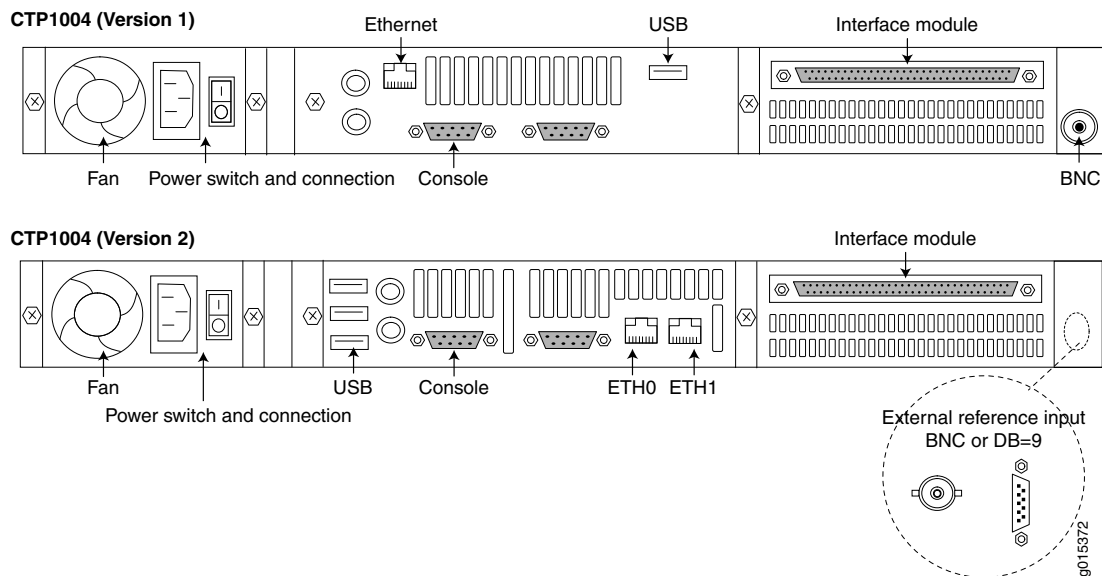 CTP1004 (Version 1)
Ethernet
USB
Interface module
Fan
Power switch and connection
Console
BNC
CTP1004 (Version 2)
Interface module
Fan
Power switch and connection
USB
Console
ETH0
ETH1
External reference input
BNC or DB=9
g015372